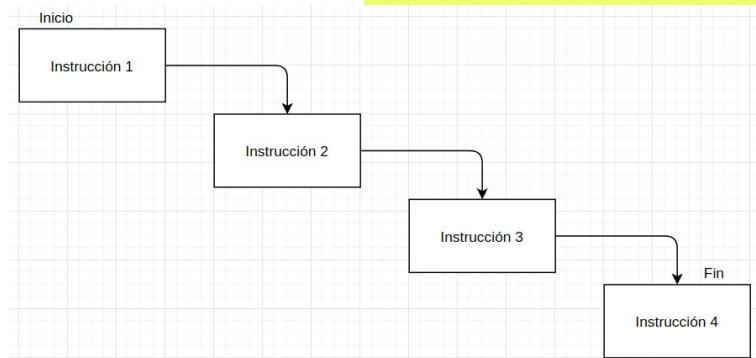 Inicio
Instrucción 1
Instrucción 2
Instrucción 3
Fin
Instrucción 4